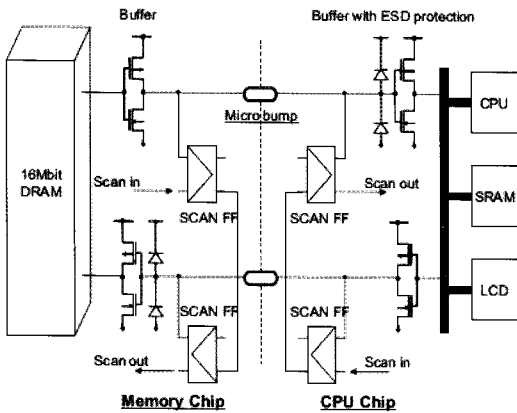 Buffer
Buffer with ESD protection
Micro bump
CPU
16Mbit
DRAM
Scan in
Scan out
SCAN FF
SCAN FF
SRAM
SCAN FF
SCAN FF
LCD
Scan out
Scan in
Memory Chip
CPU Chip